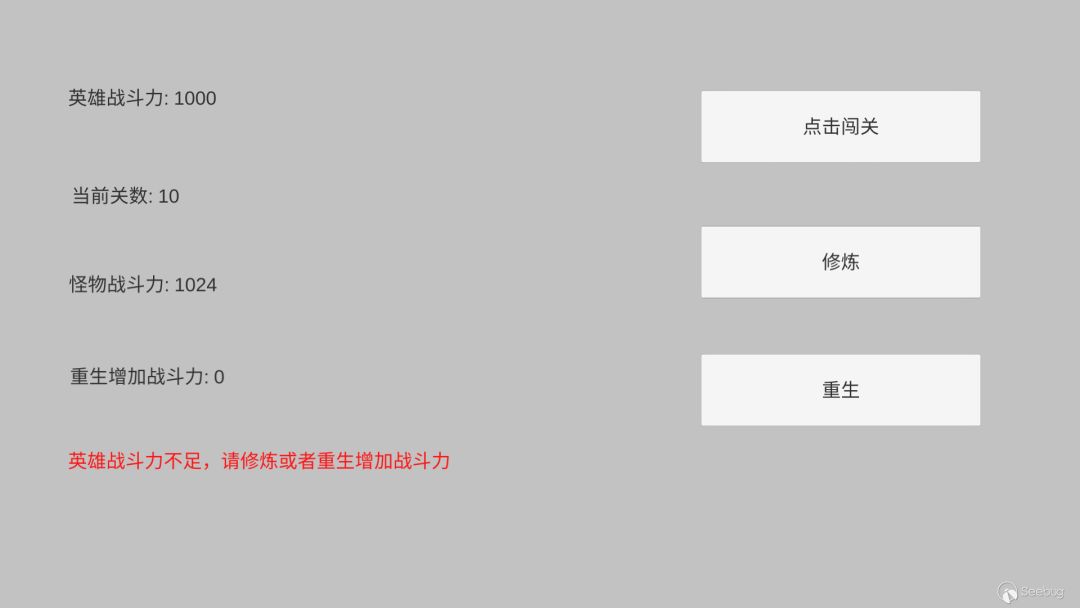 英雄战斗力: 1000
点击闯关
当前关数: 10
修炼
怪物战斗力: 1024
重生增加战斗力: 0
重生
英雄战斗力不足，请修炼或者重生增加战斗力
Seebug